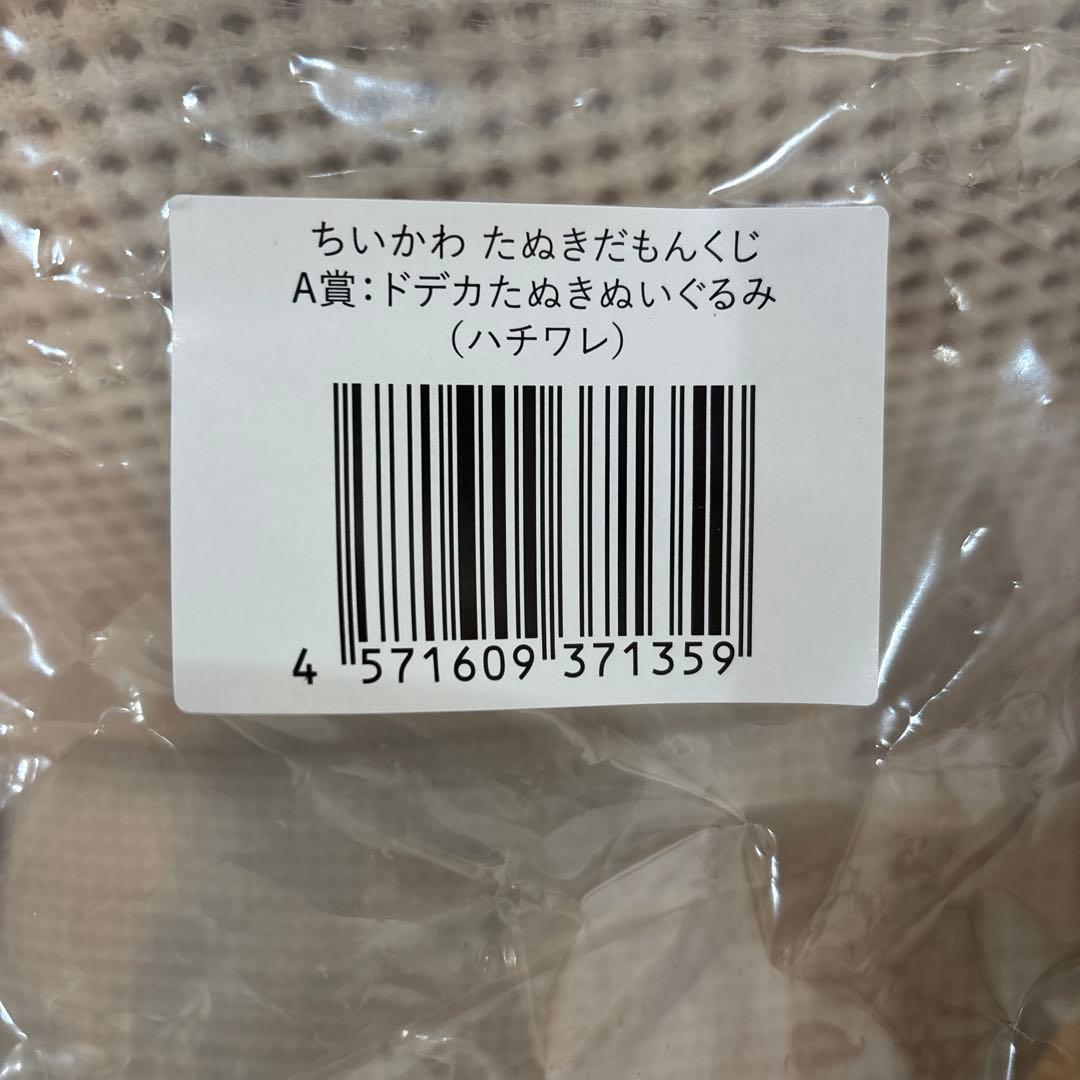 ちいかわ たぬきだもんくじ
A賞：ドデカたぬきぬいぐるみ
（ハチワレ）
4 571609 371359